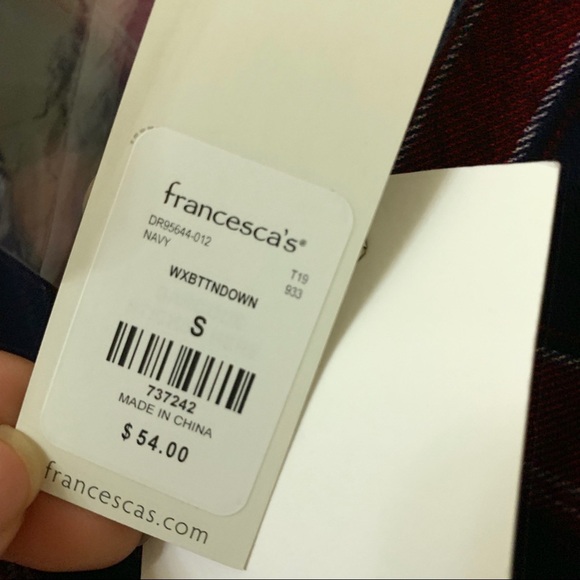 francesca's®
DR95644-012
NAVY
T19
933
WXBTTNDOWN
S
737242
MADE IN CHINA
$54.00
francescas.com